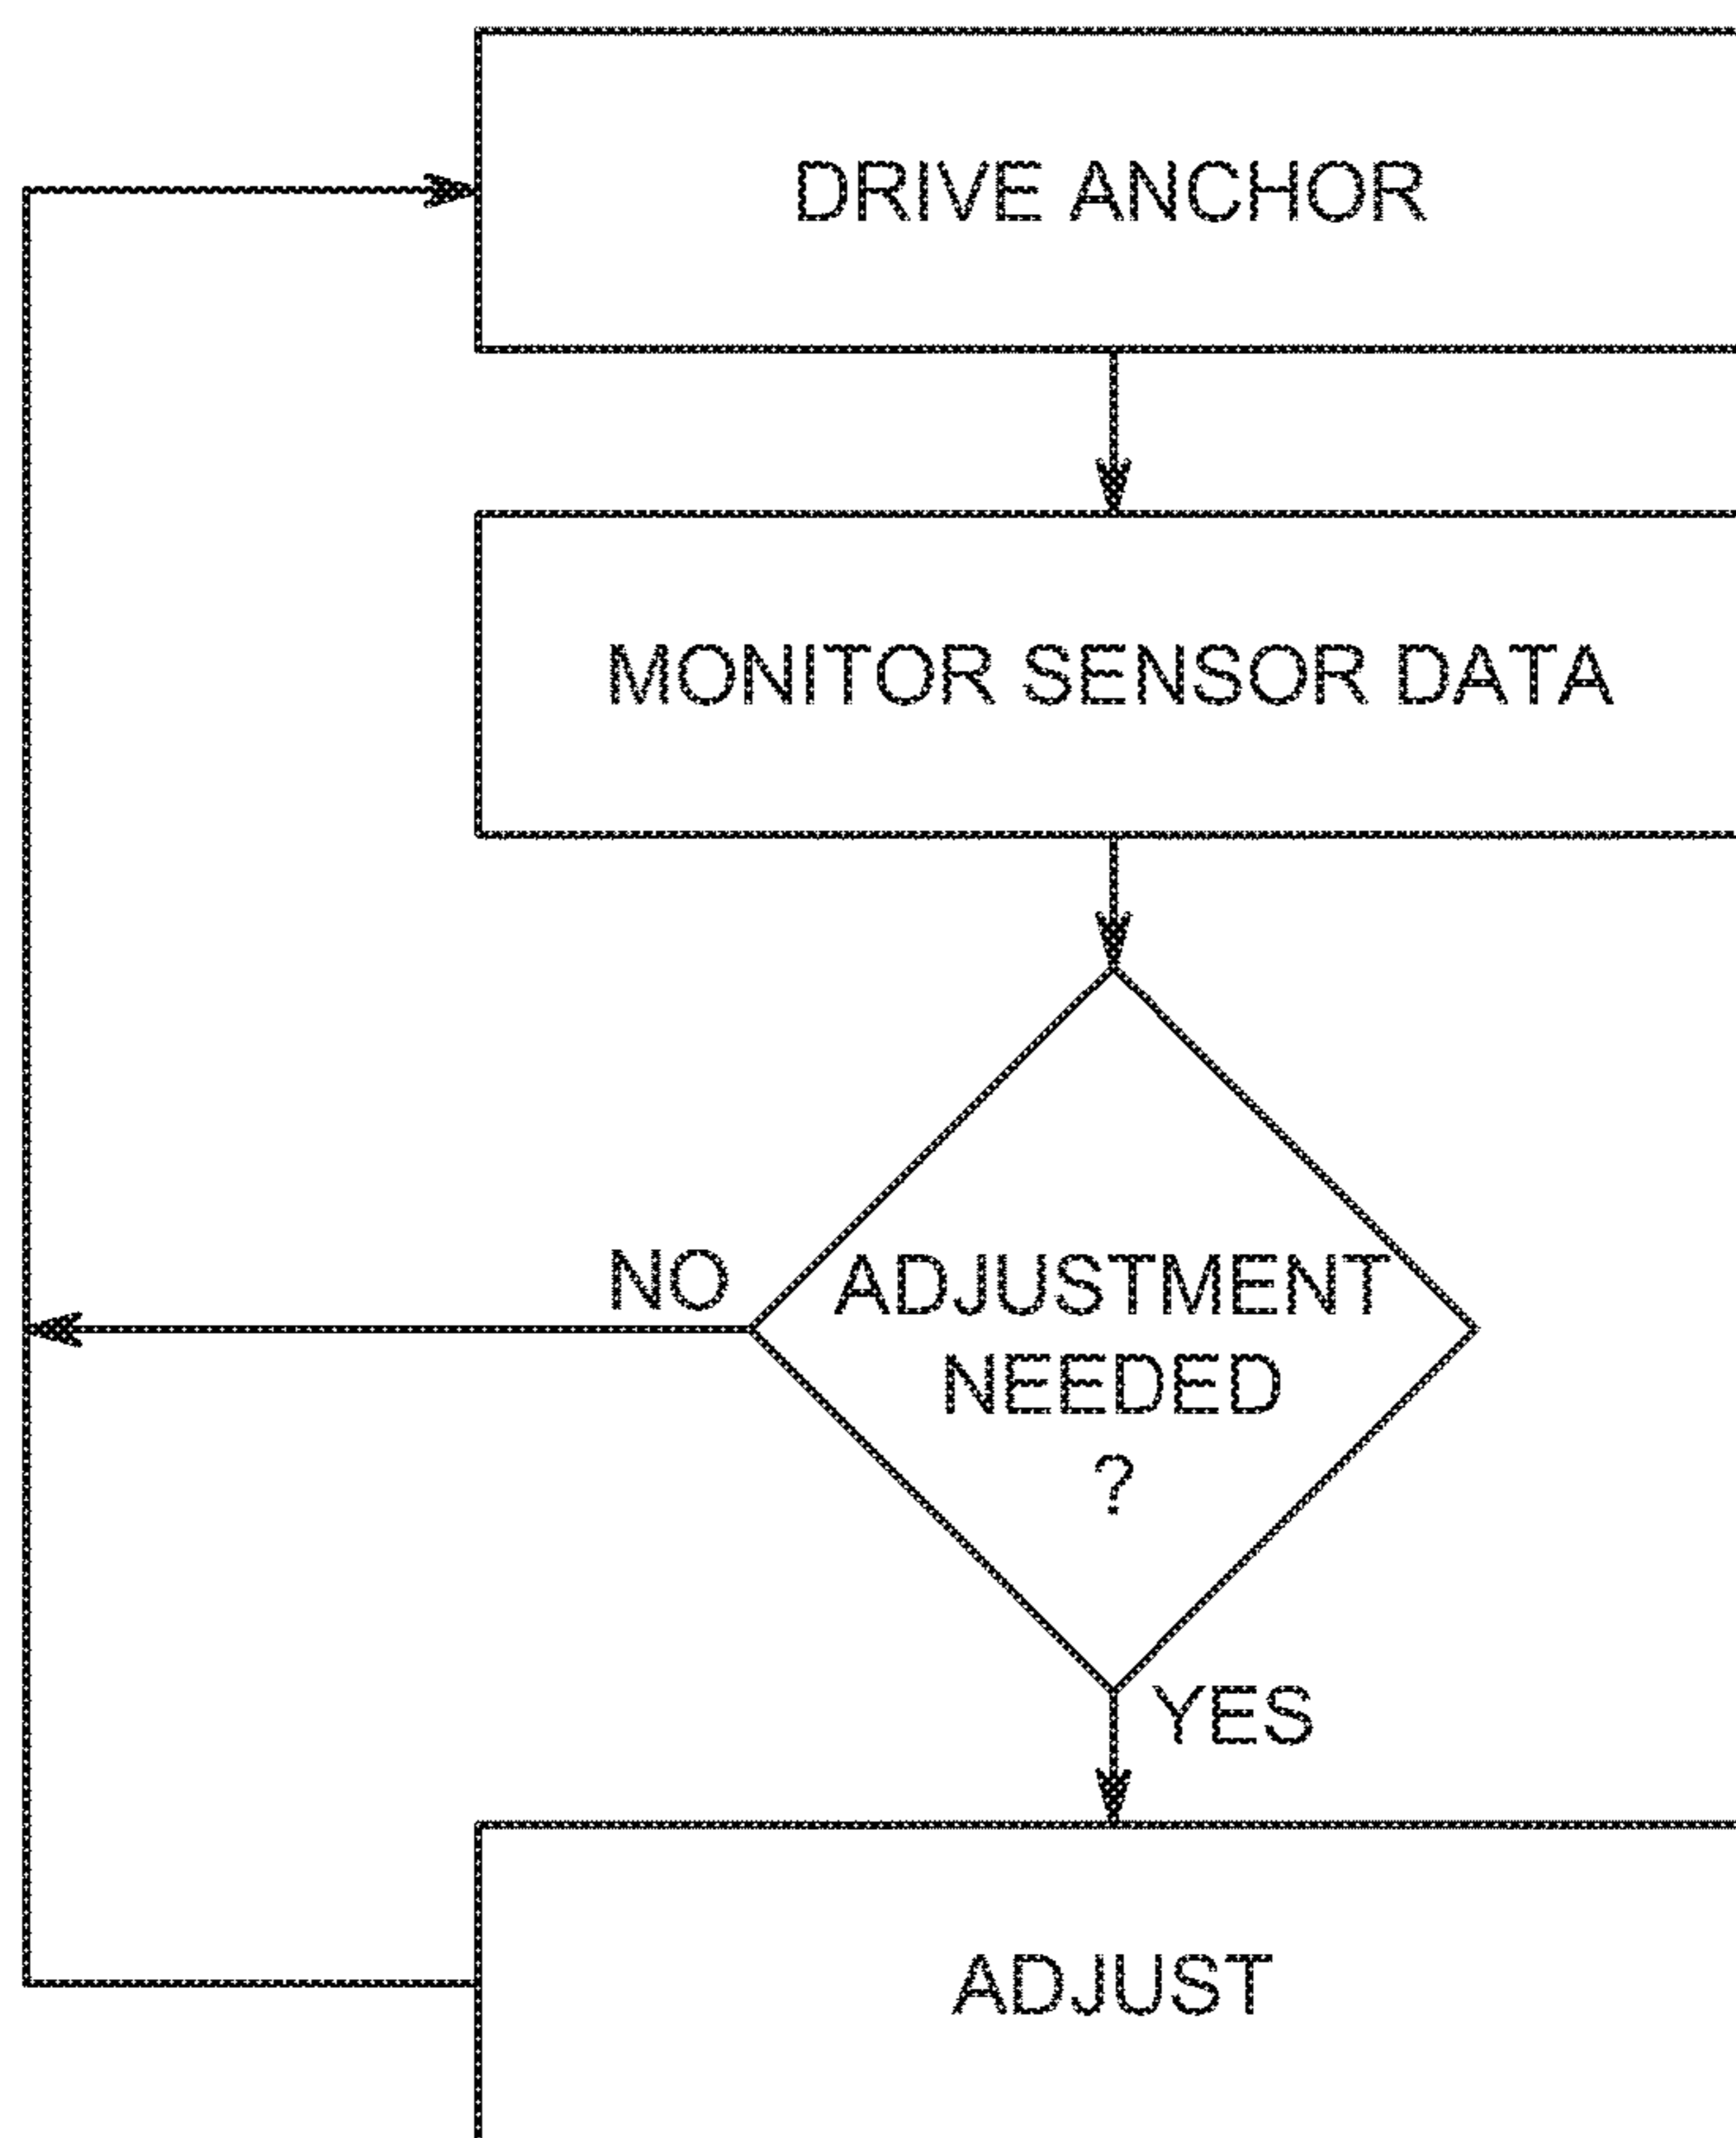 DRIVE ANCHOR
MONITOR SENSOR DATA
NO
ADJUSTMENT
NEEDED
?
YES
ADJUST